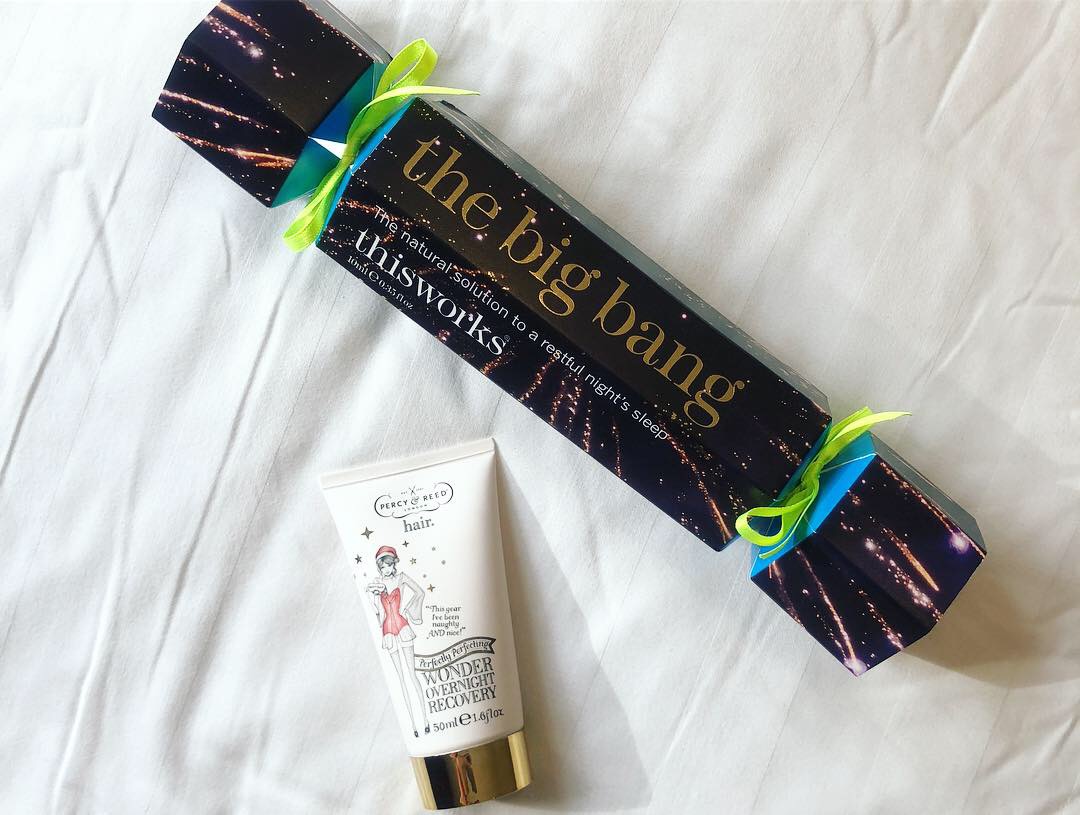 the big bang
The natural solution to a restful night's sleep
thisworks®
10ml e 0.35 fl oz
PERCY & REED
LONDON
hair.
"This year
I've been
naughty
AND nice!"
Perfectly Perfecting
WONDER
OVERNIGHT
RECOVERY
50ml e 1.6fl oz